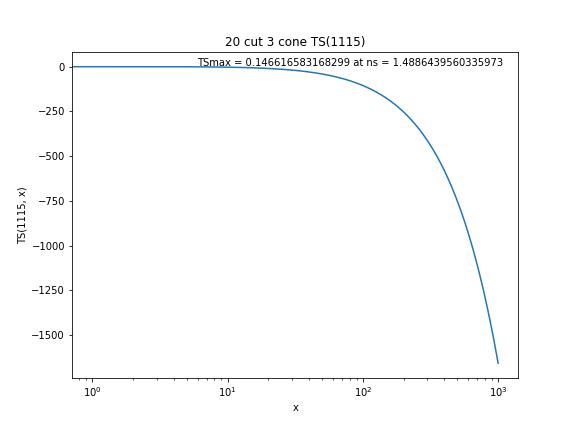 20 cut 3 cone TS(1115)
TSmax = 0.146616583168299 at ns = 1.4886439560335973
0
−250
−500
−750
−1000
−1250
−1500
TS(1115, x)
10⁰
10¹
10²
10³
x